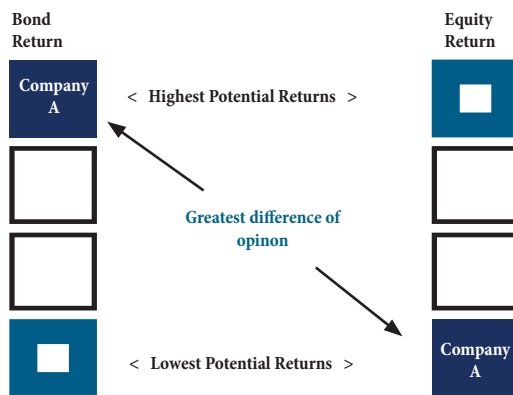 Bond
Return
Equity
Return
Company
A
< Highest Potential Returns >
Greatest difference of
opinon
< Lowest Potential Returns >
Company
A